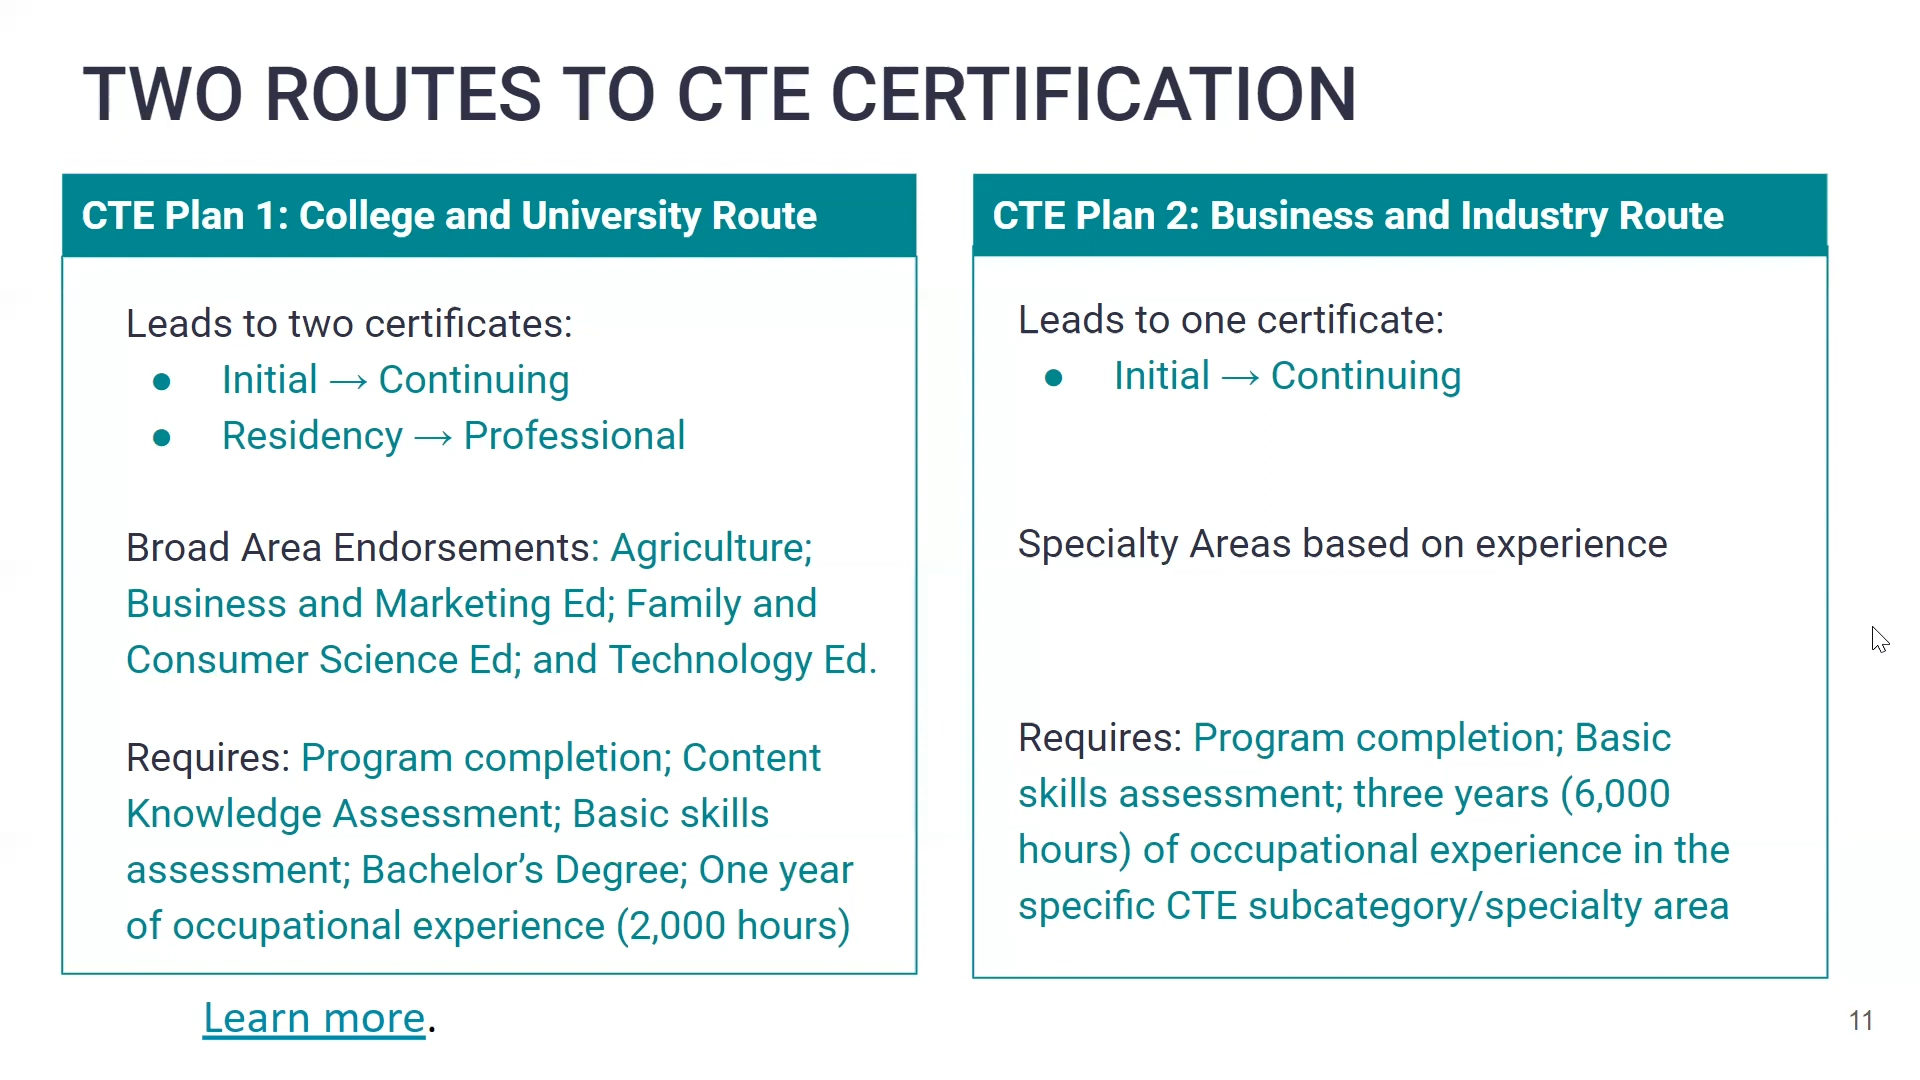 TWO ROUTES TO CTE CERTIFICATION
CTE Plan 1: College and University Route
Leads to two certificates:
● Initial → Continuing
● Residency → Professional
Broad Area Endorsements: Agriculture;
Business and Marketing Ed; Family and
Consumer Science Ed; and Technology Ed.
Requires: Program completion; Content
Knowledge Assessment; Basic skills
assessment; Bachelor’s Degree; One year
of occupational experience (2,000 hours)
CTE Plan 2: Business and Industry Route
Leads to one certificate:
● Initial → Continuing
Specialty Areas based on experience
Requires: Program completion; Basic
skills assessment; three years (6,000
hours) of occupational experience in the
specific CTE subcategory/specialty area
Learn more.
11